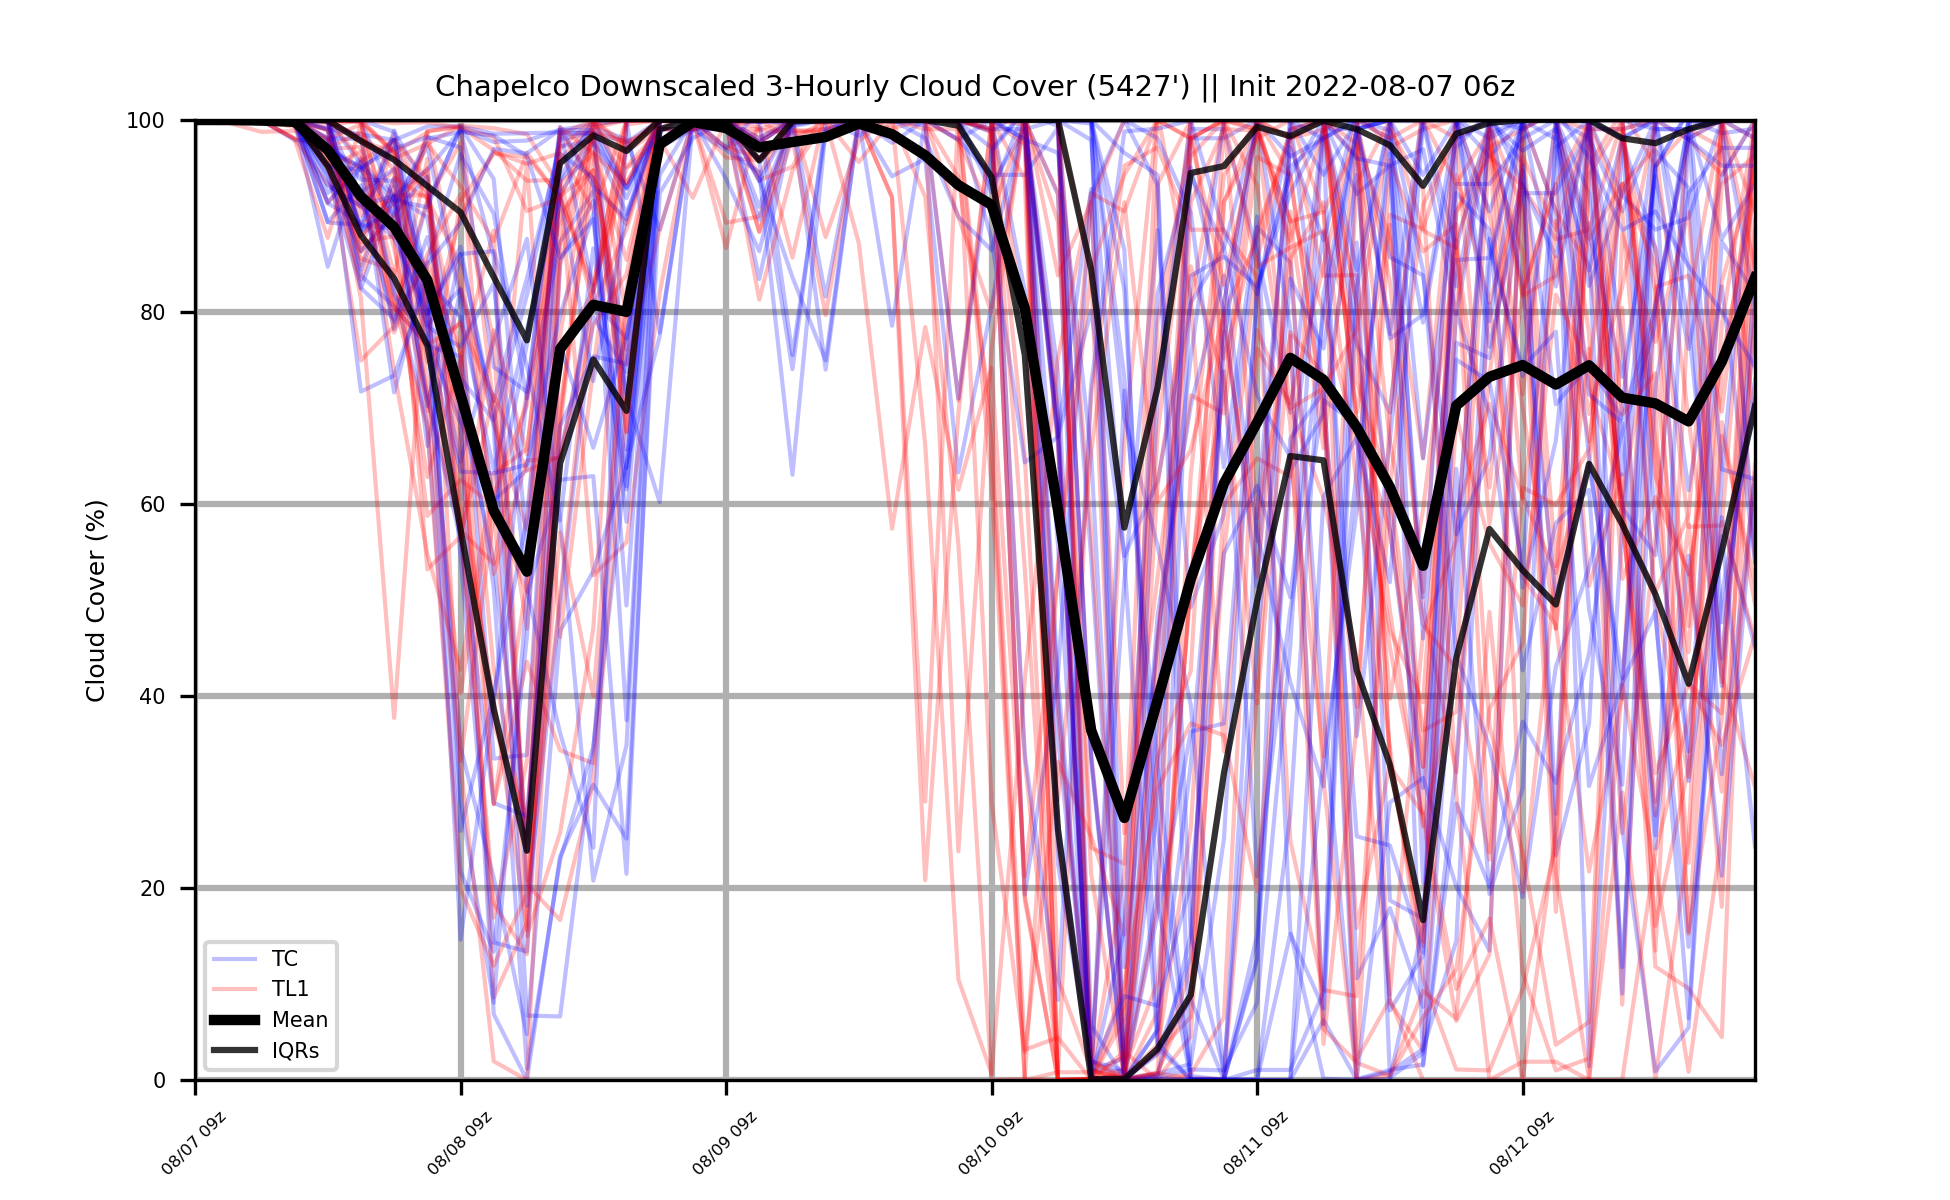 Chapelco Downscaled 3-Hourly Cloud Cover (5427') || Init 2022-08-07 06z
Cloud Cover (%)
100
80
60
40
20
0
TC
TL1
Mean
IQRs
08/07 09z
08/08 09z
08/09 09z
08/10 09z
08/11 09z
08/12 09z